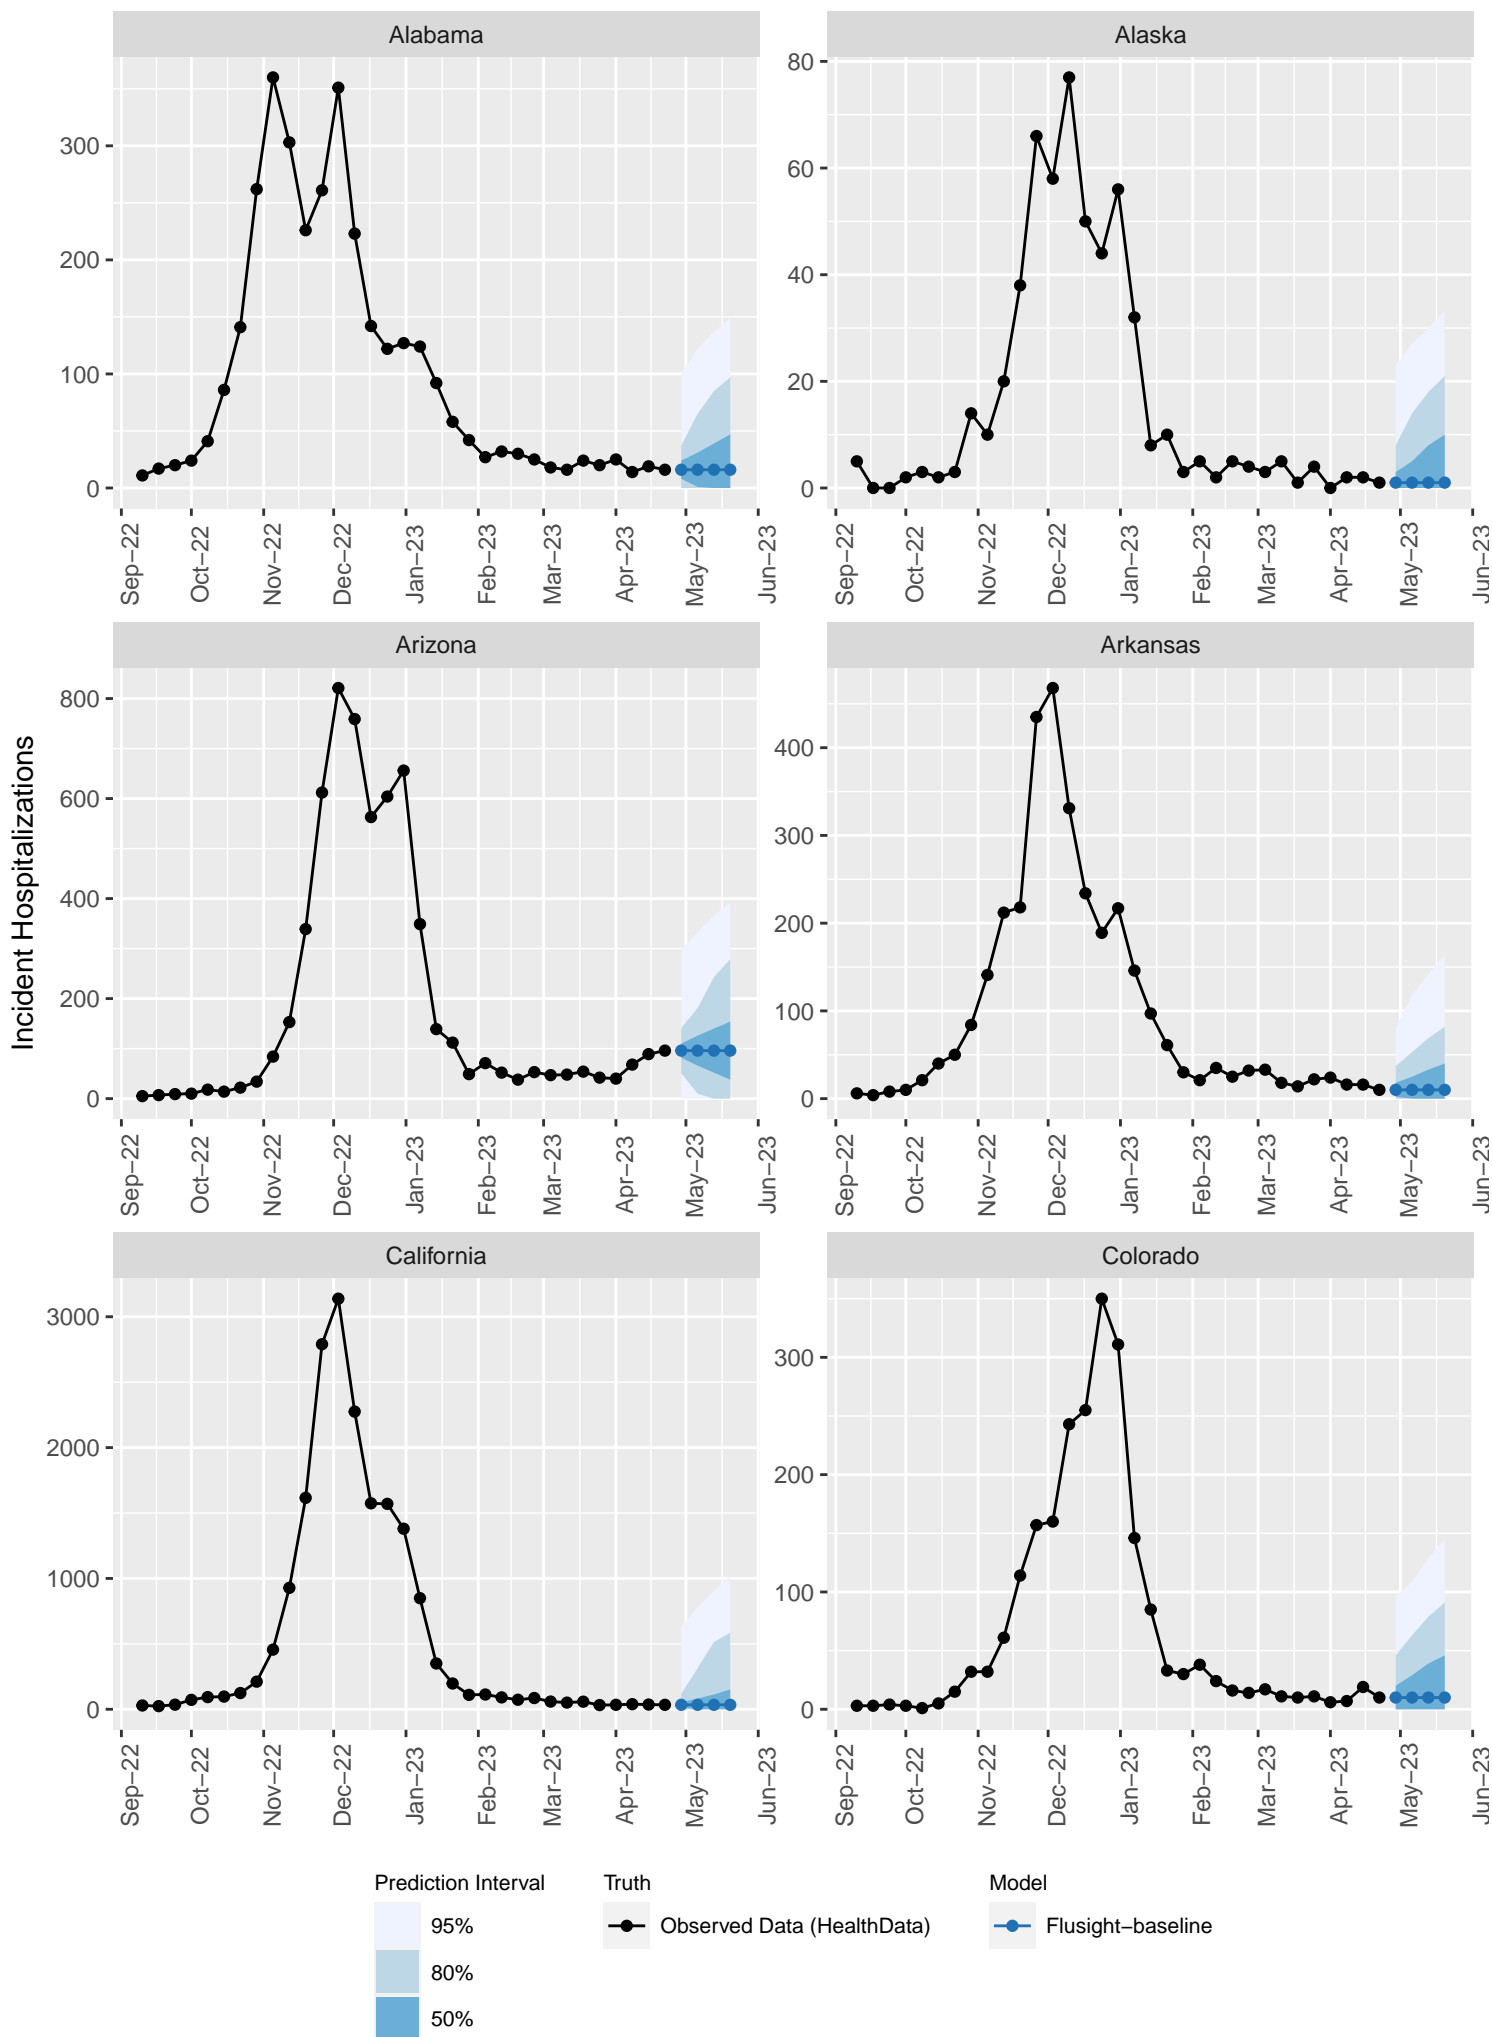 Alabama
Alaska
300
200
100
0
80
60
40
20
0
Sep−22
Oct−22
Nov−22
Dec−22
Jan−23
Feb−23
Mar−23
Apr−23
May−23
Jun−23
Sep−22
Oct−22
Nov−22
Dec−22
Jan−23
Feb−23
Mar−23
Apr−23
May−23
Jun−23
Incident Hospitalizations
Arizona
Arkansas
800
600
400
200
0
400
300
200
100
0
Sep−22
Oct−22
Nov−22
Dec−22
Jan−23
Feb−23
Mar−23
Apr−23
May−23
Jun−23
Sep−22
Oct−22
Nov−22
Dec−22
Jan−23
Feb−23
Mar−23
Apr−23
May−23
Jun−23
California
Colorado
3000
2000
1000
0
300
200
100
0
Sep−22
Oct−22
Nov−22
Dec−22
Jan−23
Feb−23
Mar−23
Apr−23
May−23
Jun−23
Sep−22
Oct−22
Nov−22
Dec−22
Jan−23
Feb−23
Mar−23
Apr−23
May−23
Jun−23
Prediction Interval
95%
80%
50%
Truth
Observed Data (HealthData)
Model
Flusight−baseline